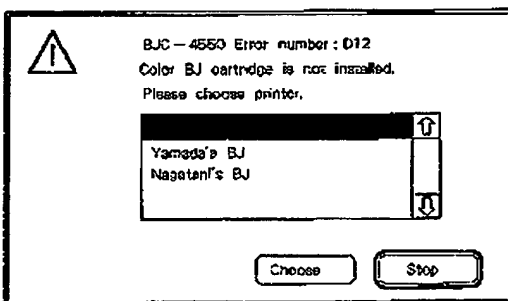 BJC-4550 Error number : D12
Color BJ cartridge is not installed.
Please choose printer.
Yamada's BJ
Nagatani's BJ
Choose
Stop